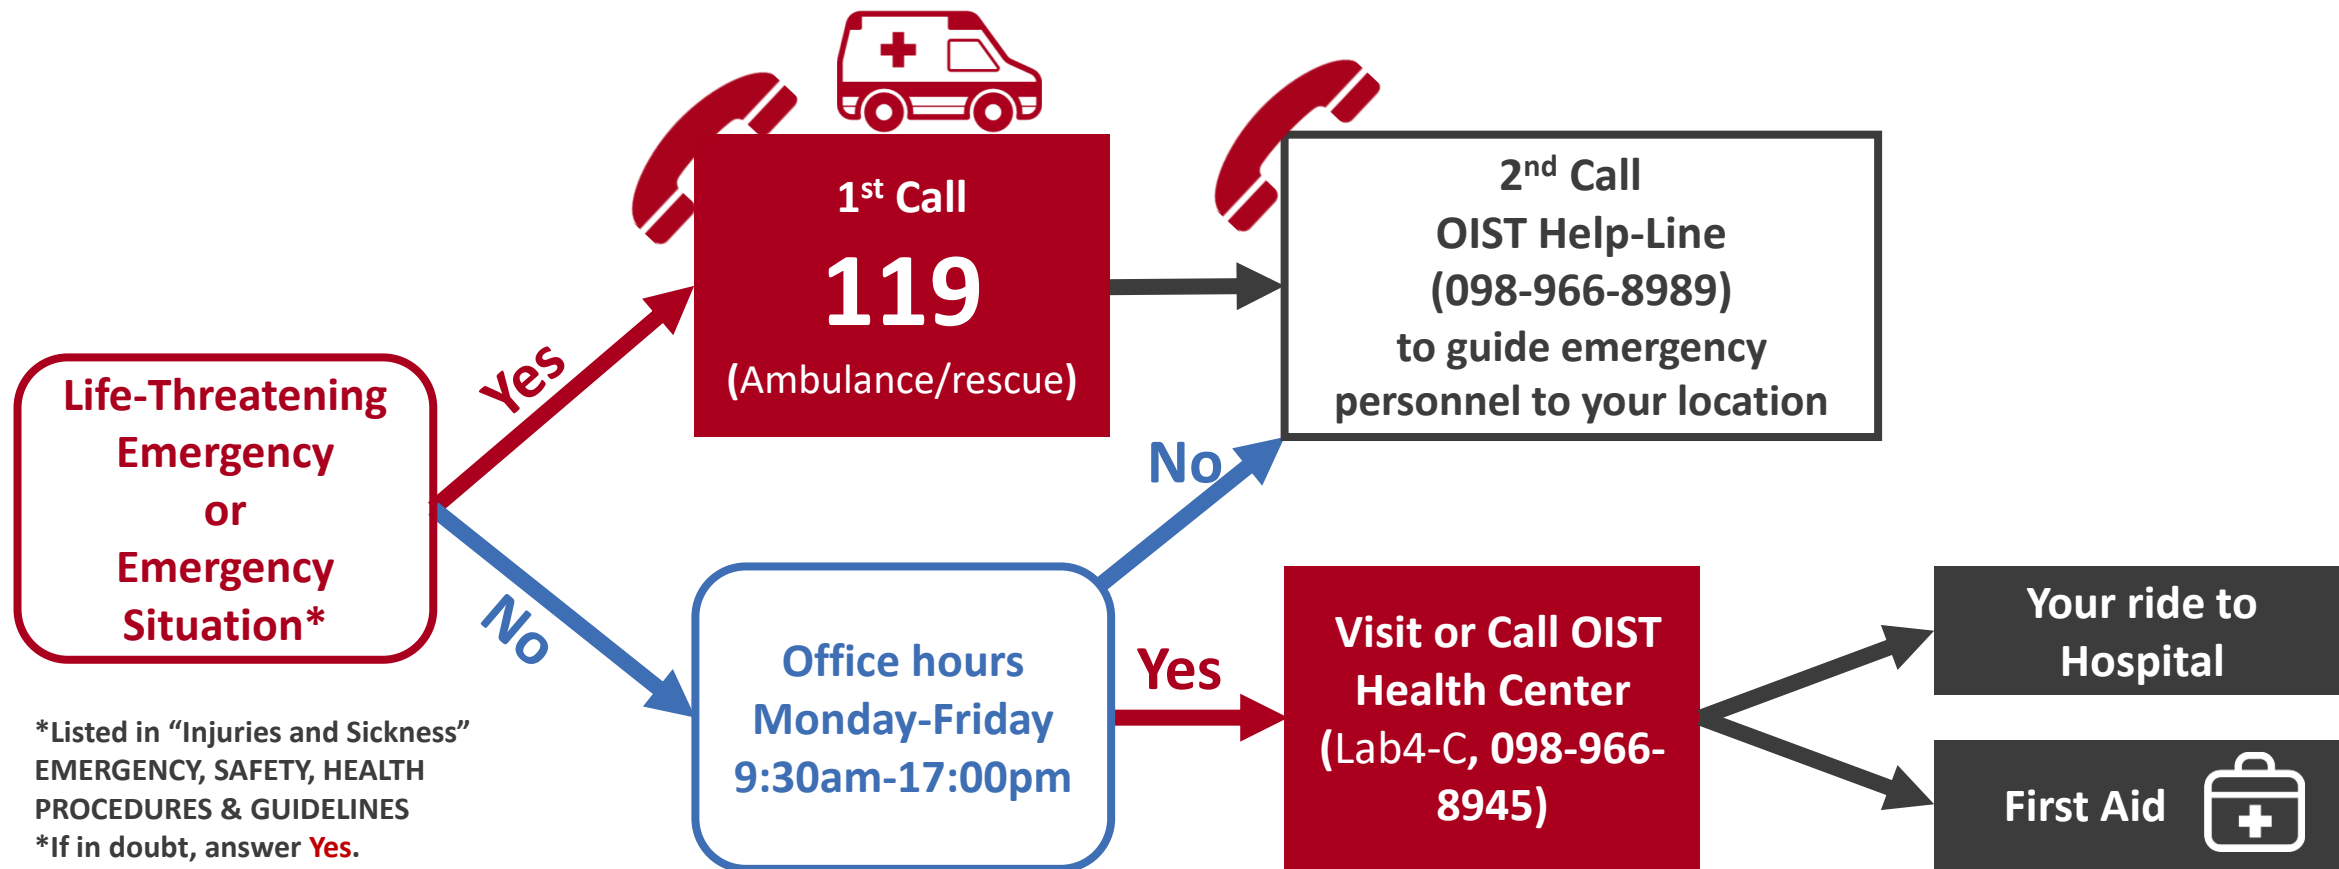 1st Call
119
(Ambulance/rescue)
2nd Call
OIST Help-Line
(098-966-8989)
to guide emergency
personnel to your location
Yes
Life-Threatening
Emergency
or
Emergency
Situation*
No
No
Office hours
Monday-Friday
9:30am-17:00pm
Yes
Visit or Call OIST
Health Center
(Lab4-C, 098-966-
8945)
Your ride to
Hospital
First Aid
*Listed in “Injuries and Sickness”
EMERGENCY, SAFETY, HEALTH
PROCEDURES & GUIDELINES
*If in doubt, answer Yes.